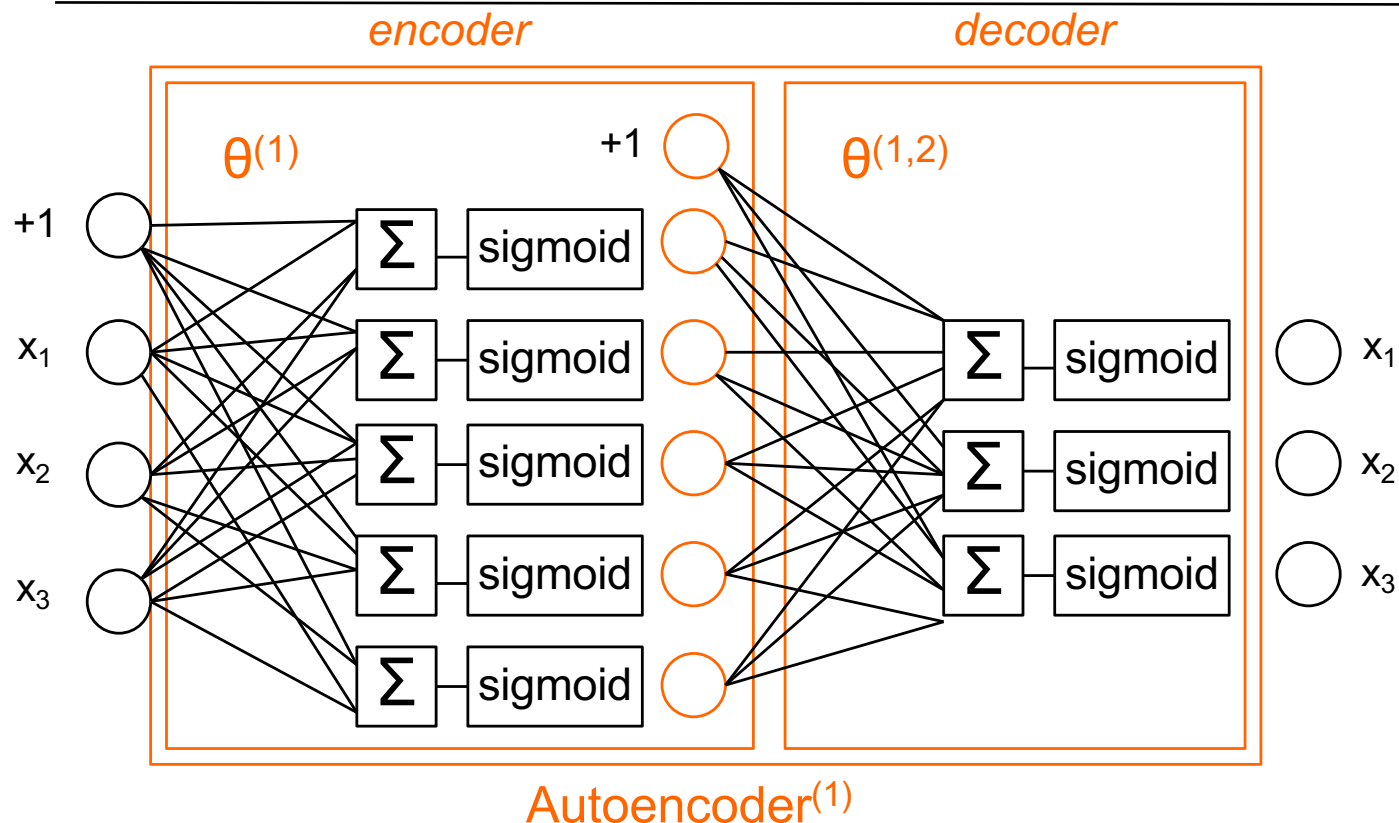 encoder decoder
θ(1) +1 θ(1,2)
+1 Σ sigmoid
x1 Σ sigmoid Σ sigmoid x1
x2 Σ sigmoid Σ sigmoid x2
x3 Σ sigmoid Σ sigmoid x3
Σ sigmoid
Autoencoder(1)